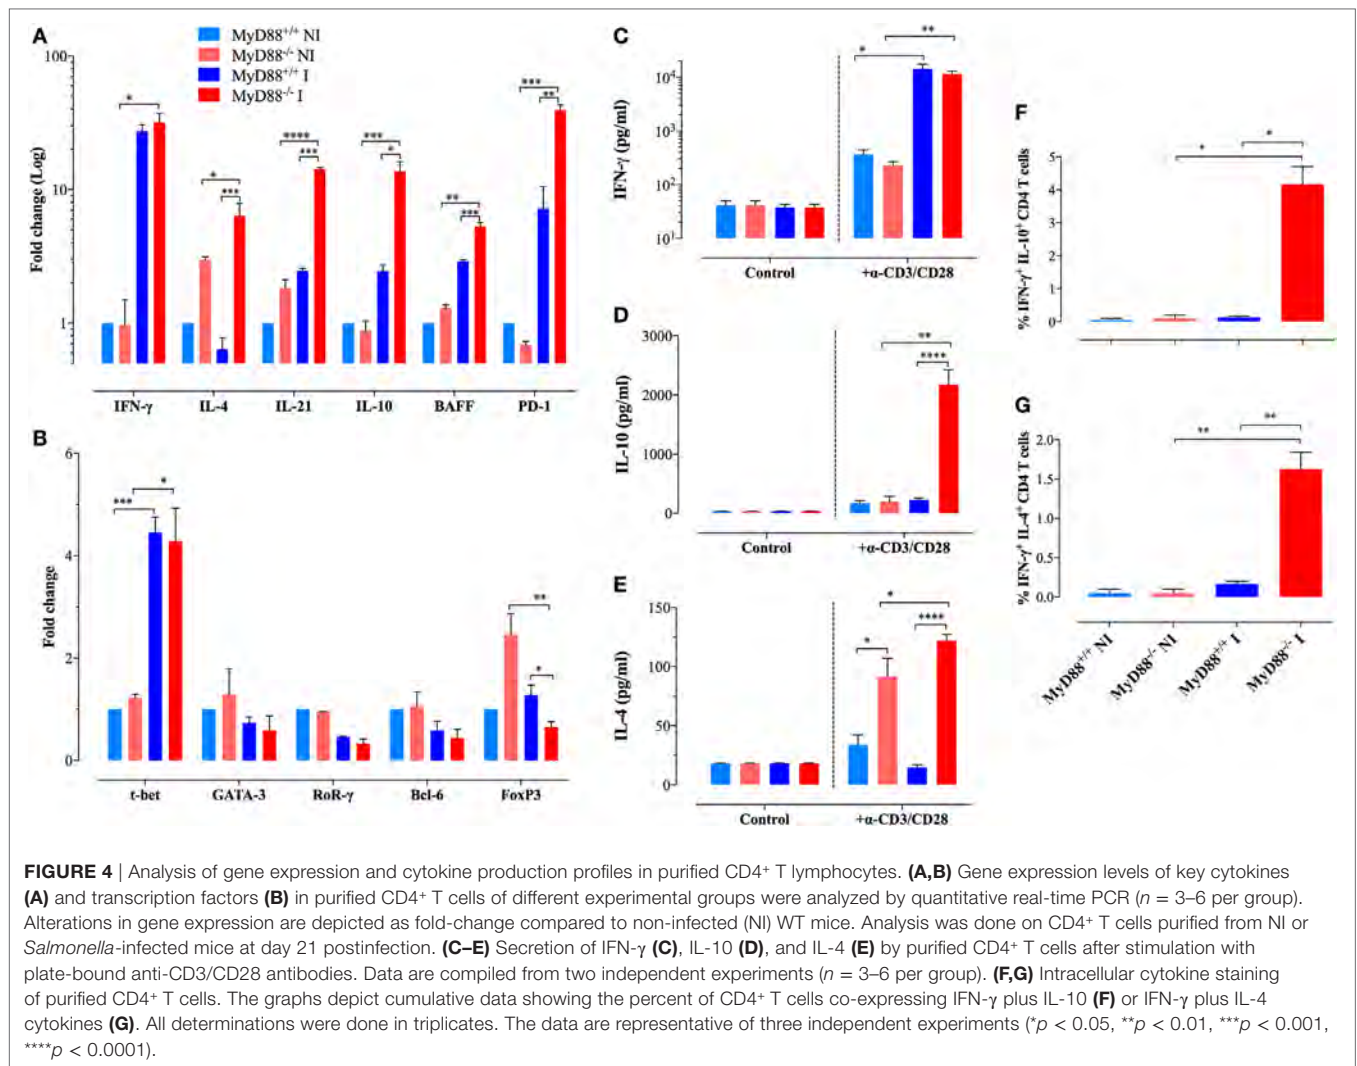 A
MyD88+/+ NI
MyD88-/- NI
MyD88+/+ I
MyD88-/- I
Fold change (Log)
100
10
1
*
*
***
****
***
***
*
**
***
***
**
IFN-γ IL-4 IL-21 IL-10 BAFF PD-1
B
Fold change
6
4
2
0
***
*
**
*
t-bet GATA-3 RoR-γ Bcl-6 FoxP3
C
IFN-γ (pg/ml)
10⁴
10³
10²
10¹
*
**
Control +α-CD3/CD28
D
IL-10 (pg/ml)
3000
2000
1000
0
**
****
Control +α-CD3/CD28
E
IL-4 (pg/ml)
150
100
50
0
*
*
****
Control +α-CD3/CD28
F
% IFN-γ+ IL-10+ CD4 T cells
5
4
3
2
1
0
*
*
G
% IFN-γ+ IL-4+ CD4 T cells
2.0
1.5
1.0
0.5
0.0
**
**
MyD88+/+ NI
MyD88-/- NI
MyD88+/+ I
MyD88-/- I
FIGURE 4 | Analysis of gene expression and cytokine production profiles in purified CD4+ T lymphocytes. (A,B) Gene expression levels of key cytokines
(A) and transcription factors (B) in purified CD4+ T cells of different experimental groups were analyzed by quantitative real-time PCR (n = 3–6 per group).
Alterations in gene expression are depicted as fold-change compared to non-infected (NI) WT mice. Analysis was done on CD4+ T cells purified from NI or
Salmonella-infected mice at day 21 postinfection. (C–E) Secretion of IFN-γ (C), IL-10 (D), and IL-4 (E) by purified CD4+ T cells after stimulation with
plate-bound anti-CD3/CD28 antibodies. Data are compiled from two independent experiments (n = 3–6 per group). (F,G) Intracellular cytokine staining
of purified CD4+ T cells. The graphs depict cumulative data showing the percent of CD4+ T cells co-expressing IFN-γ plus IL-10 (F) or IFN-γ plus IL-4
cytokines (G). All determinations were done in triplicates. The data are representative of three independent experiments (*p < 0.05, **p < 0.01, ***p < 0.001,
****p < 0.0001).